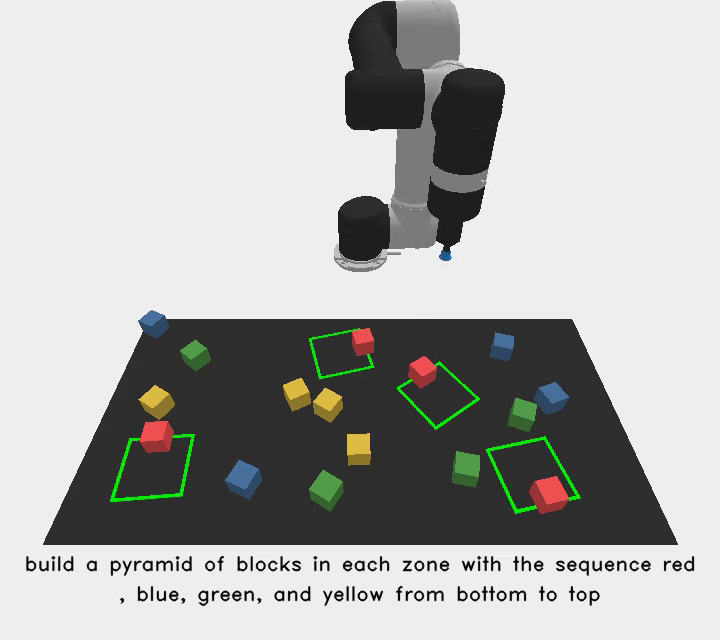 build a pyramid of blocks in each zone with the sequence red
, blue, green, and yellow from bottom to top